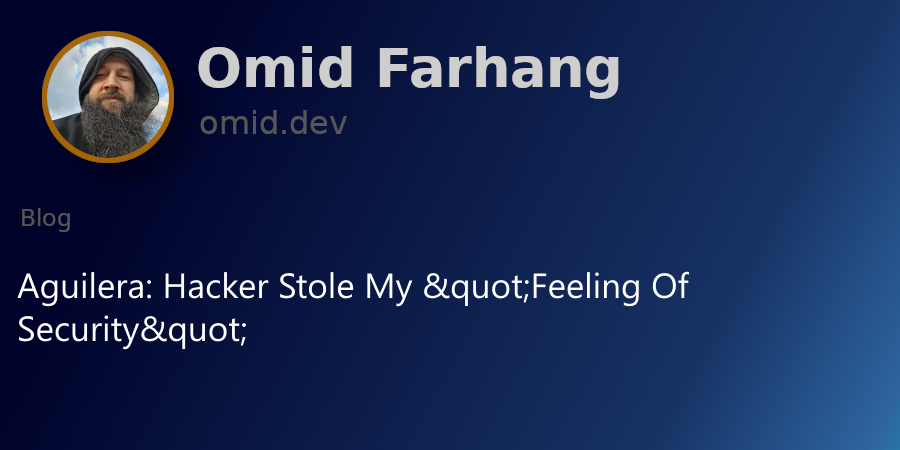 Omid Farhang
omid.dev
Blog
Aguilera: Hacker Stole My &quot;Feeling Of
Security&quot;